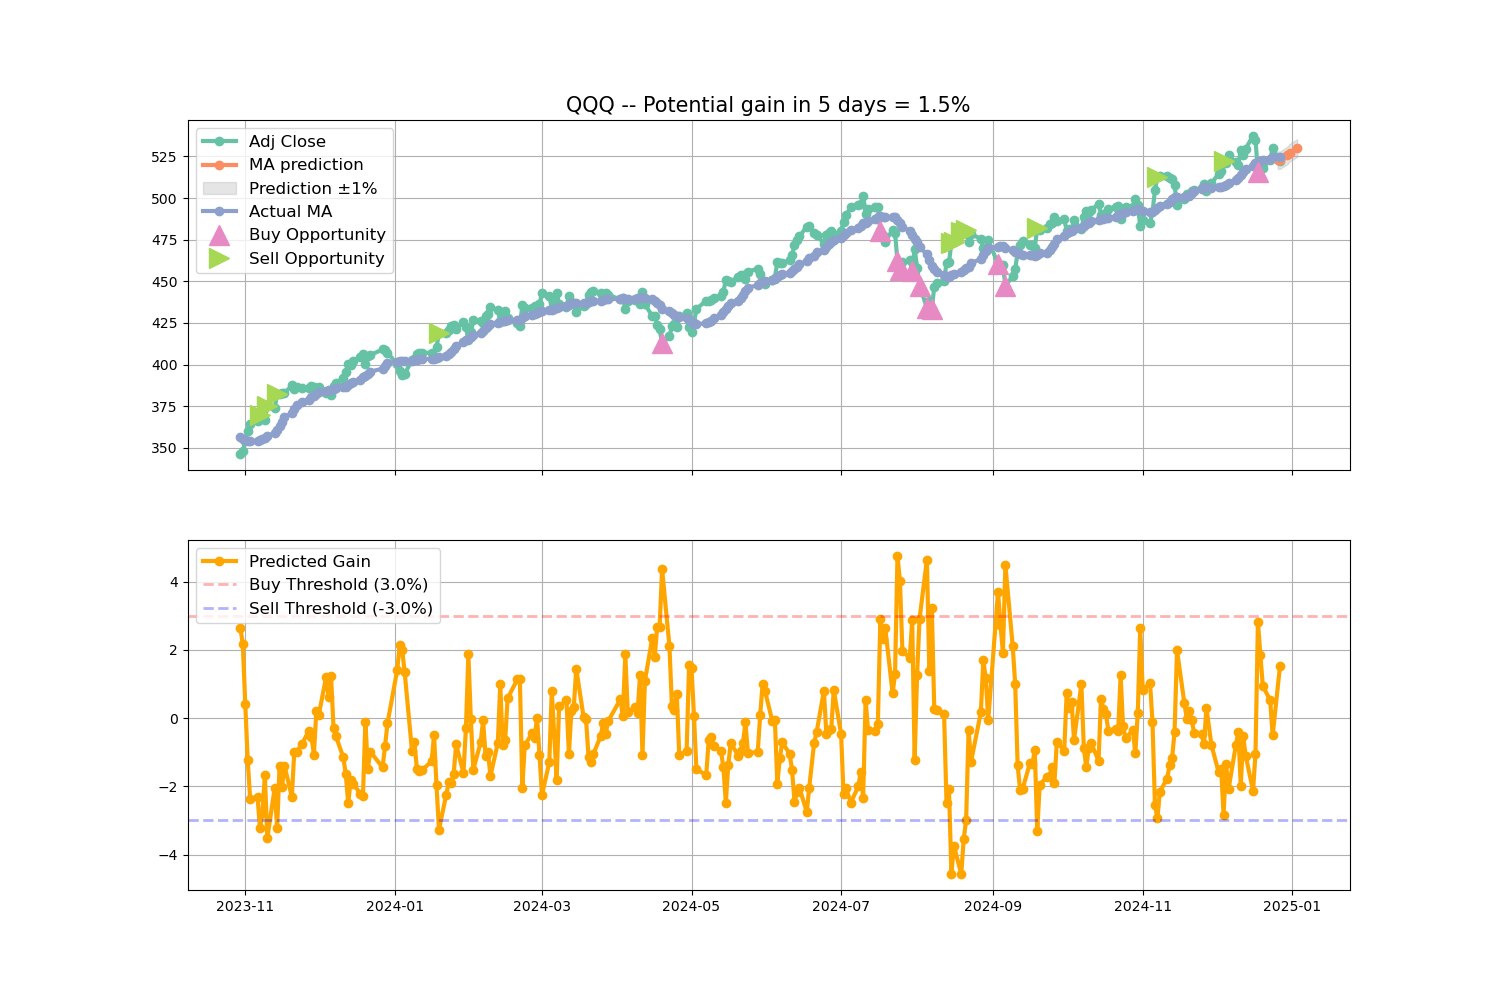 QQQ -- Potential gain in 5 days = 1.5%
Adj Close
MA prediction
Prediction ±1%
Actual MA
Buy Opportunity
Sell Opportunity
525
500
475
450
425
400
375
350
Predicted Gain
Buy Threshold (3.0%)
Sell Threshold (-3.0%)
4
2
0
−2
−4
2023-11
2024-01
2024-03
2024-05
2024-07
2024-09
2024-11
2025-01